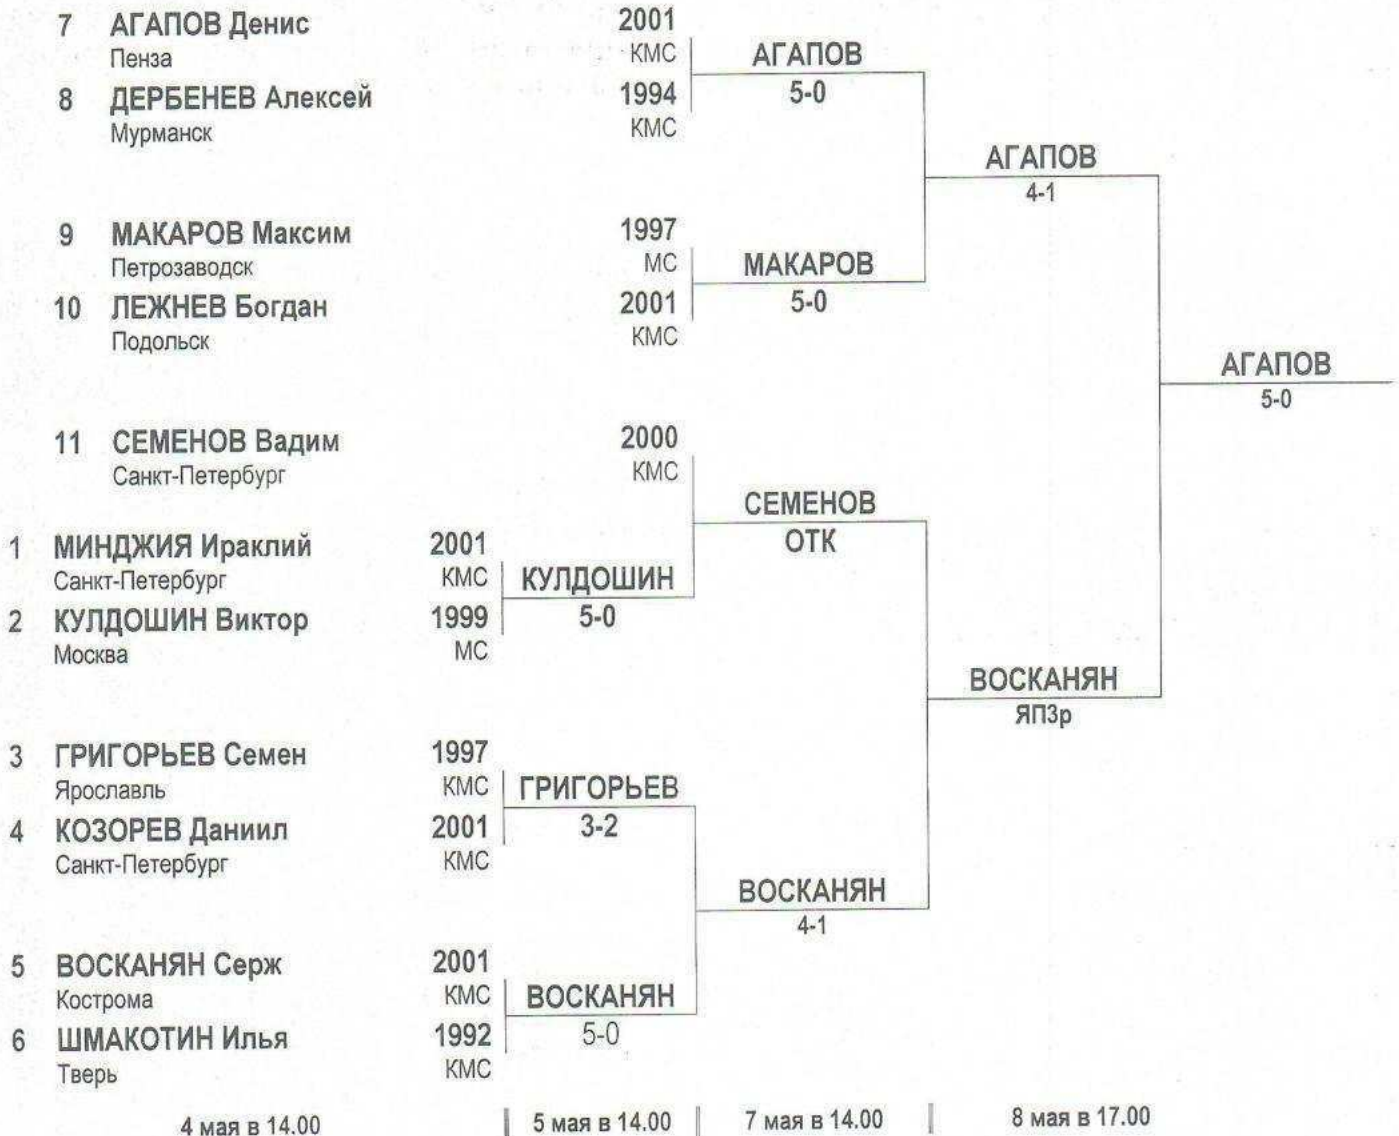 7 АГАПОВ Денис 2001
Пенза КМС
АГАПОВ
5-0
8 ДЕРБЕНЕВ Алексей 1994
Мурманск КМС
АГАПОВ
4-1
9 МАКАРОВ Максим 1997
Петрозаводск МС
МАКАРОВ
5-0
10 ЛЕЖНЕВ Богдан 2001
Подольск КМС
АГАПОВ
5-0
11 СЕМЕНОВ Вадим 2000
Санкт-Петербург КМС
СЕМЕНОВ
ОТК
1 МИНДЖИЯ Ираклий 2001
Санкт-Петербург КМС
КУЛДОШИН
5-0
2 КУЛДОШИН Виктор 1999
Москва МС
ВОСКАНЯН
ЯП3р
3 ГРИГОРЬЕВ Семен 1997
Ярославль КМС
ГРИГОРЬЕВ
3-2
4 КОЗОРЕВ Даниил 2001
Санкт-Петербург КМС
ВОСКАНЯН
4-1
5 ВОСКАНЯН Серж 2001
Кострома КМС
ВОСКАНЯН
5-0
6 ШМАКОТИН Илья 1992
Тверь КМС
4 мая в 14.00 5 мая в 14.00 7 мая в 14.00 8 мая в 17.00